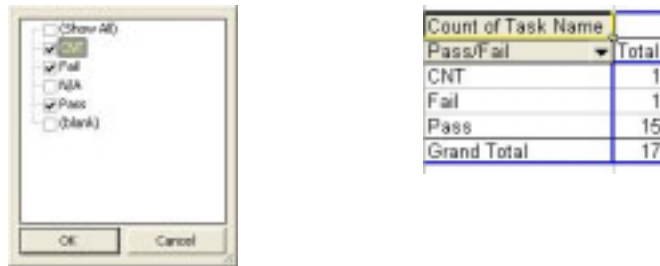 (Show All)
CNT
Fail
N/A
Pass
(blank)
OK Cancel
Count of Task Name
Pass/Fail Total
CNT 1
Fail 1
Pass 15
Grand Total 17